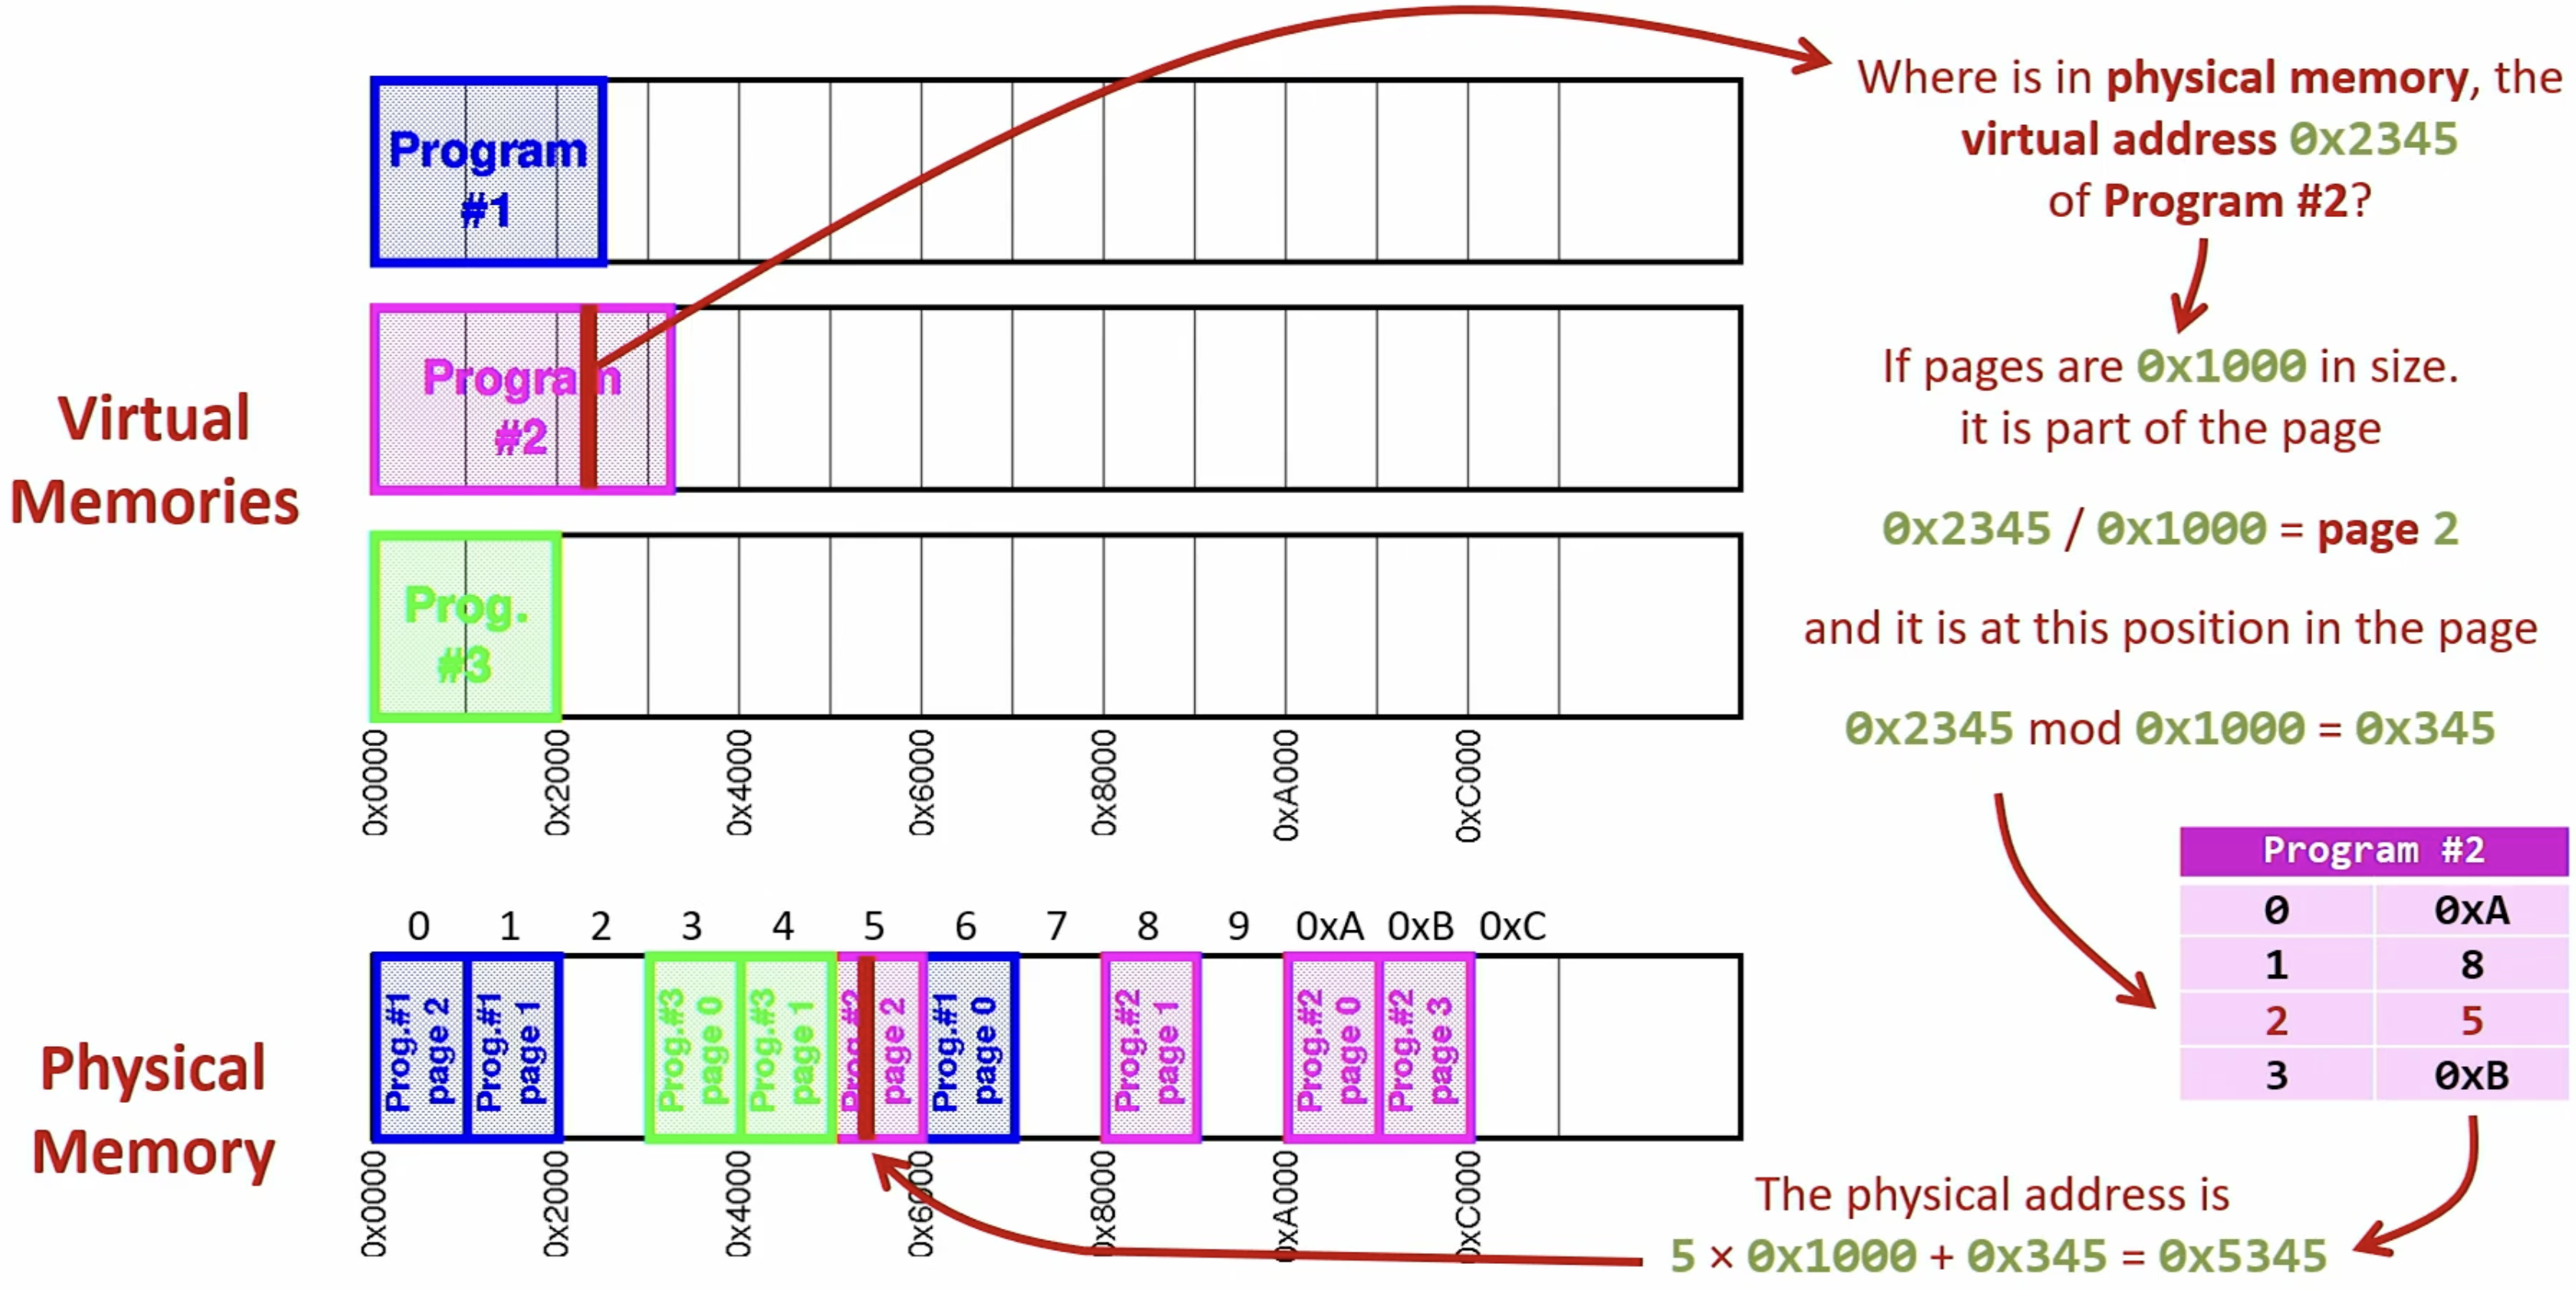 Where is in physical memory, the
virtual address 0x2345
of Program #2?
Program
#1
Virtual
Memories
Program
#2
If pages are 0x1000 in size.
it is part of the page
0x2345 / 0x1000 = page 2
Prog.
#3
and it is at this position in the page
0x2345 mod 0x1000 = 0x345
0x0000
0x2000
0x4000
0x6000
0x8000
0xA000
0xC000
Program #2
0 0xA
1 8
2 5
3 0xB
0 1 2 3 4 5 6 7 8 9 0xA 0xB 0xC
Physical
Memory
Prog.#1
page 2
Prog.#1
page 1
Prog.#3
page 0
Prog.#3
page 1
Prog.#2
page 2
Prog.#1
page 0
Prog.#2
page 1
Prog.#2
page 0
Prog.#2
page 3
0x0000
0x2000
0x4000
0x6000
0x8000
0xA000
0xC000
The physical address is
5 × 0x1000 + 0x345 = 0x5345